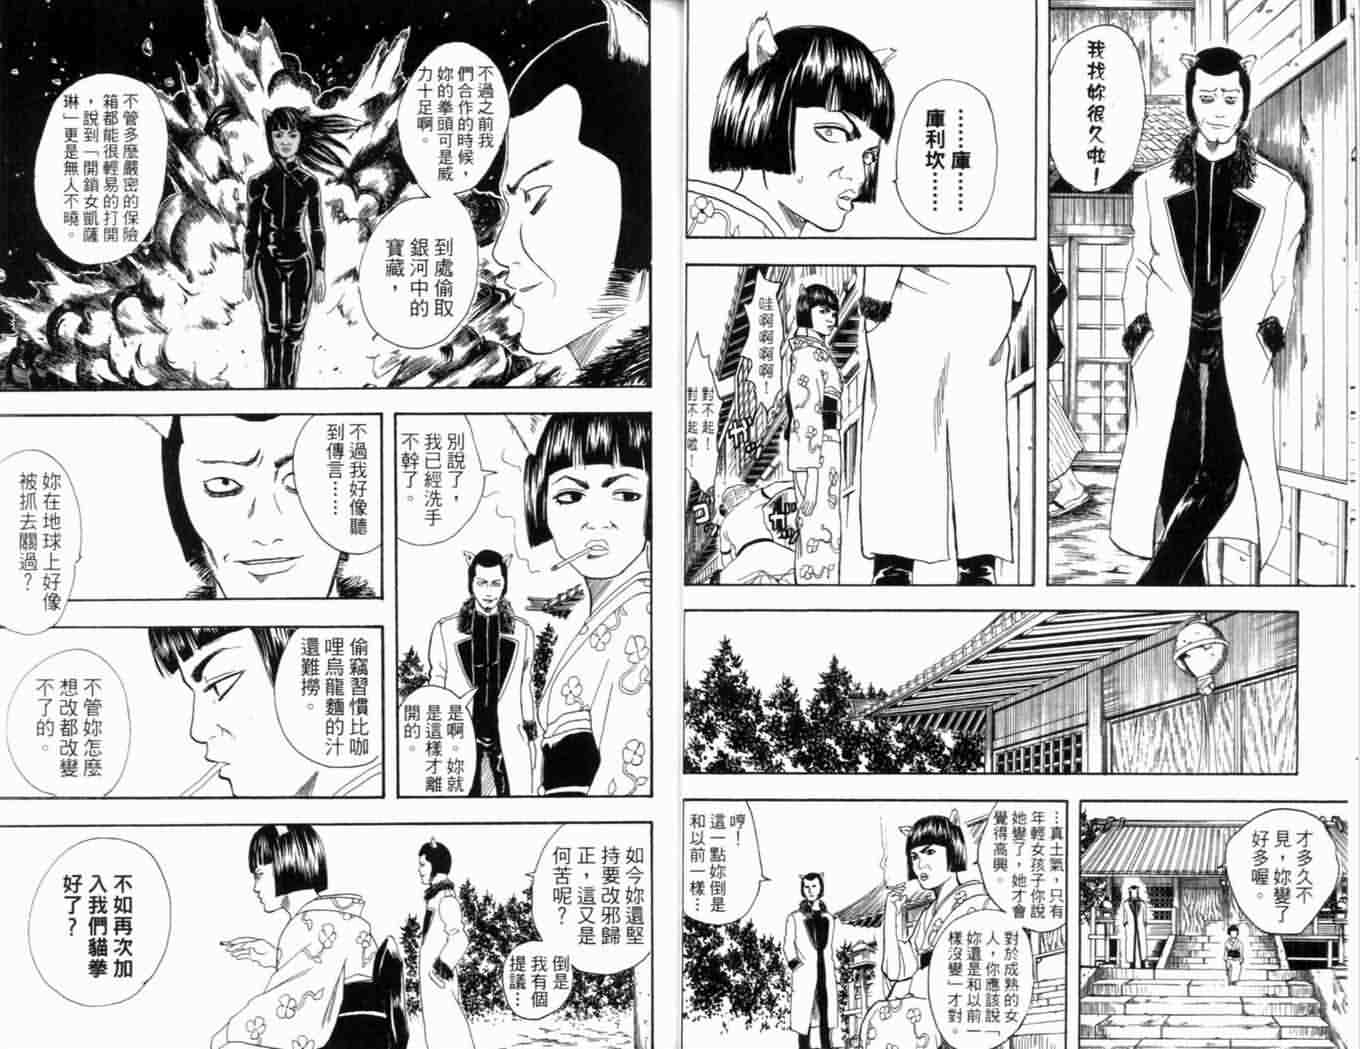 我找妳很久啦！
………庫
庫利坎………
哇啊啊啊啊！
對不起！
對不起啦！
才多久不
見，妳變了
好多喔。
…真土氣，只有
年輕女孩子你說
她變了，她才會
覺得高興。
對於成熟的女
人，你應該說「
妳還是和以前一
樣沒變」才對。
哼！
這一點妳倒是
和以前一樣…
不過之前我
們合作的時候，
妳的拳頭可是威
力十足啊。
到處偷取
銀河中的
寶藏，
不管多麼嚴密的保險
箱都能很輕易的打開
，說到「開鎖女凱薩
琳」更是無人不曉。
別說了，
我已經洗手
不幹了。
是啊。妳就
是這樣才離
開的。
不過我好像聽
到傳言……
妳在地球上好像
被抓去關過？
偷竊習慣比咖
哩烏龍麵的汁
還難撈。
不管妳怎麼
想改都改變
不了的。
如今妳還堅
持要改邪歸
正，這又是
何苦呢？
倒是
我有個
提議…
不如再次加
入我們貓拳
好了？